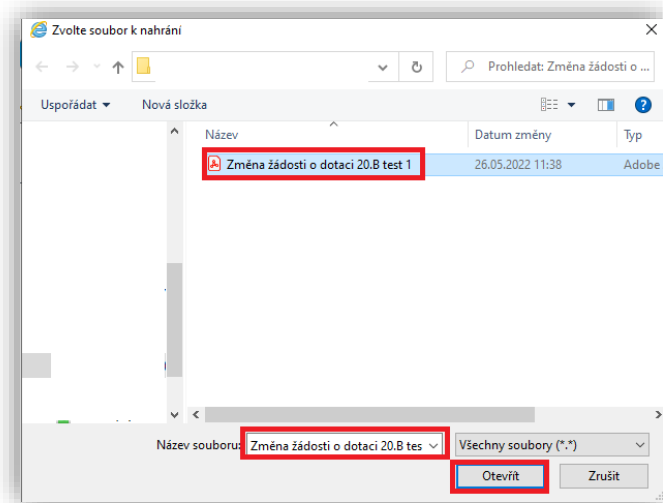 Zvolte soubor k nahrání
Prohledat: Změna žádosti o ...
Uspořádat Nová složka
Název Datum změny Typ
Změna žádosti o dotaci 20.B test 1 26.05.2022 11:38 Adobe
Název souboru: Změna žádosti o dotaci 20.B tes Všechny soubory (*.*)
Otevřít Zrušit